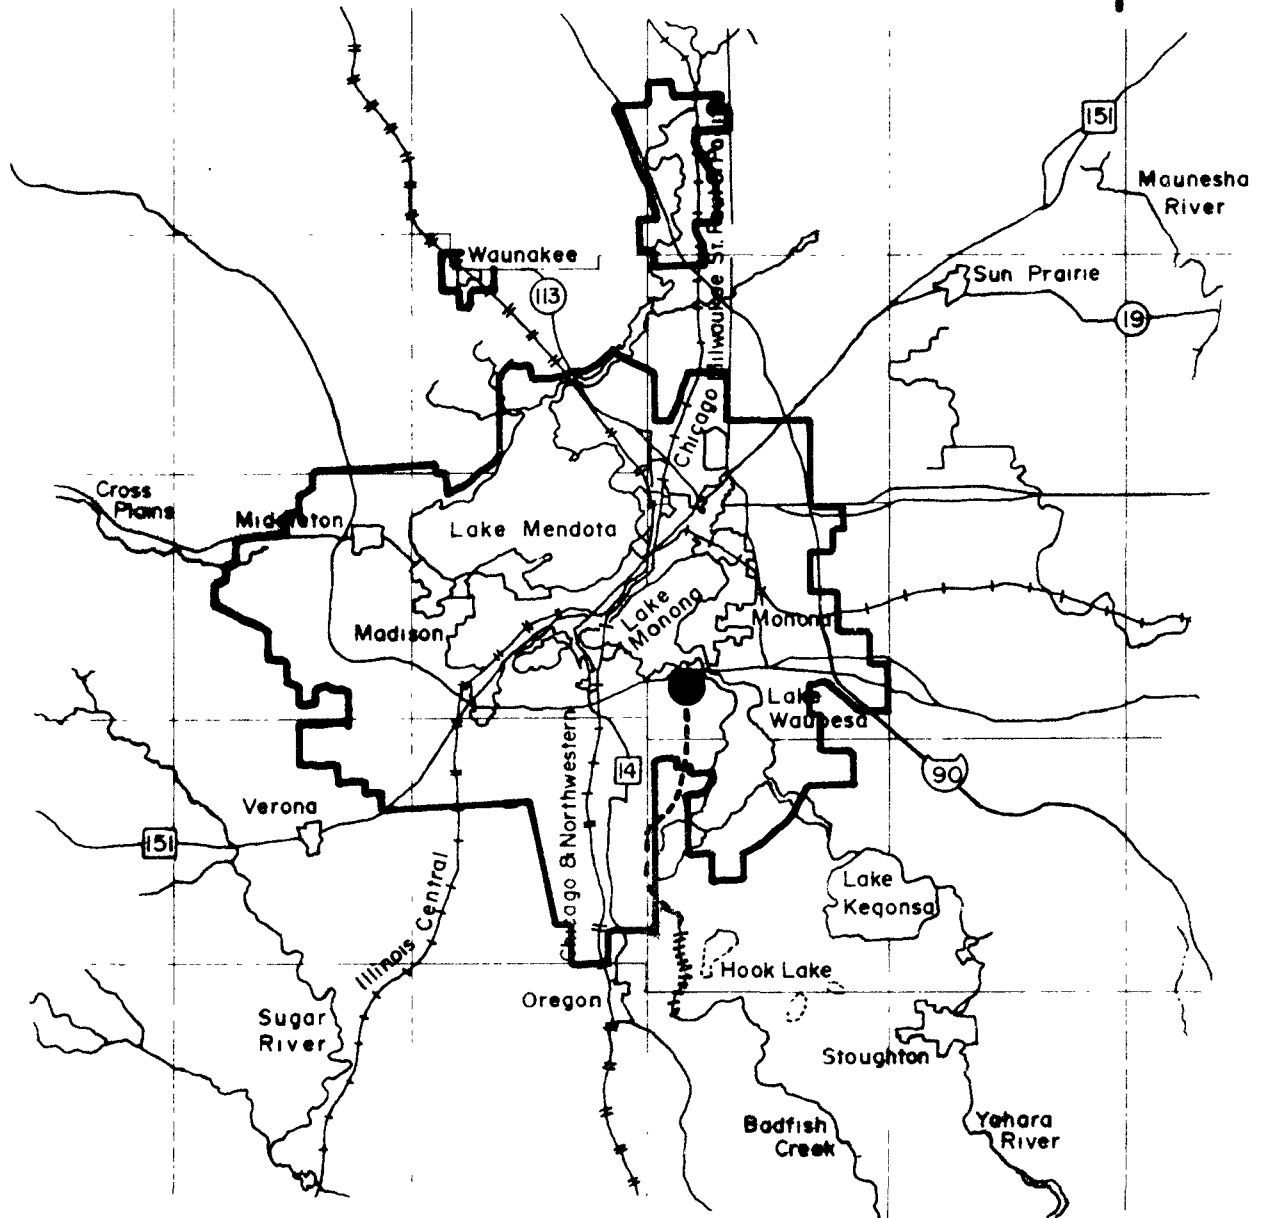 151
Maunesha
River
Waunakee
Sun Prairie
113
19
Chicago Milwaukee St. Paul & Pacific
Cross
Plains
Middleton
Lake Mendota
Lake
Monona
Madison
Monona
Lake
Waubesa
14
90
Chicago & Northwestern
Verona
151
Illinois Central
Lake
Kegonsa
Hook Lake
Oregon
Sugar
River
Stoughton
Badfish
Creek
Yahara
River